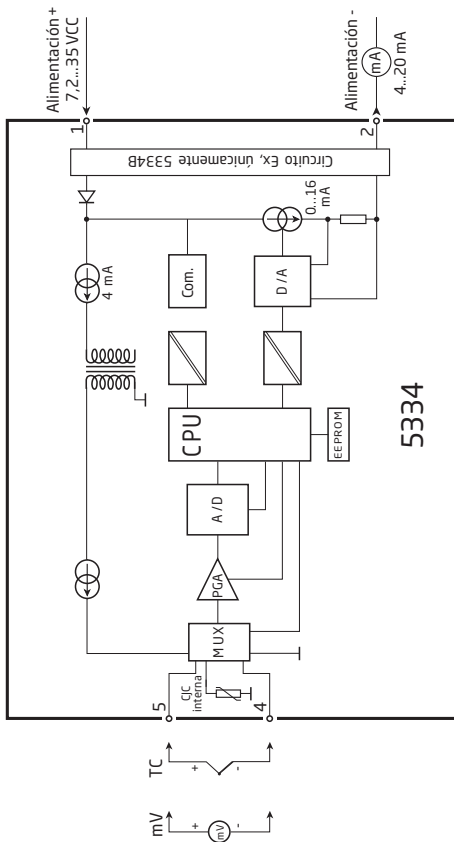 mV
+
mV
-
TC
+
-
5
4
CJC
interna
MUX
PGA
A/D
CPU
EEPROM
4 mA
Com.
D/A
0...16
mA
Circuito Ex, únicamente 5334B
1
2
Alimentación +
7,2...35 VCC
Alimentación -
mA
4...20 mA
5334